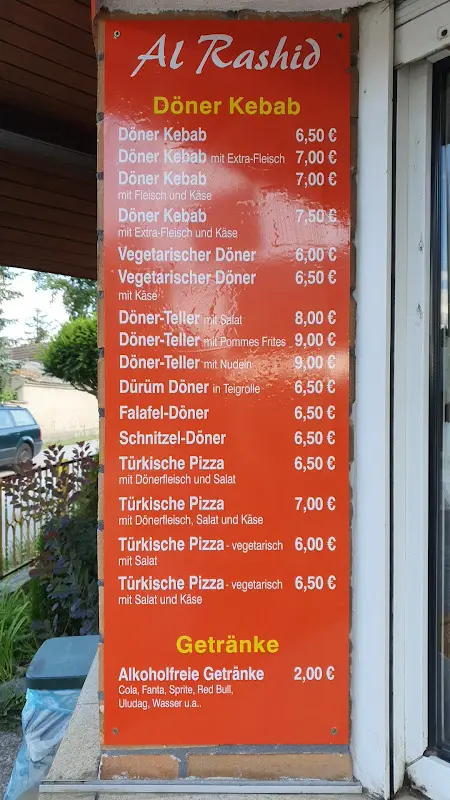 Al Rashid
Döner Kebab
Döner Kebab 6,50 €
Döner Kebab mit Extra-Fleisch 7,00 €
Döner Kebab 7,00 €
mit Fleisch und Käse
Döner Kebab 7,50 €
mit Extra-Fleisch und Käse
Vegetarischer Döner 6,00 €
Vegetarischer Döner 6,50 €
mit Käse
Döner-Teller mit Salat 8,00 €
Döner-Teller mit Pommes Frites 9,00 €
Döner-Teller mit Nudeln 9,00 €
Dürüm Döner in Teigrolle 6,50 €
Falafel-Döner 6,50 €
Schnitzel-Döner 6,50 €
Türkische Pizza 6,50 €
mit Dönerfleisch und Salat
Türkische Pizza 7,00 €
mit Dönerfleisch, Salat und Käse
Türkische Pizza - vegetarisch 6,00 €
mit Salat
Türkische Pizza - vegetarisch 6,50 €
mit Salat und Käse
Getränke
Alkoholfreie Getränke 2,00 €
Cola, Fanta, Sprite, Red Bull,
Uludag, Wasser u.a..